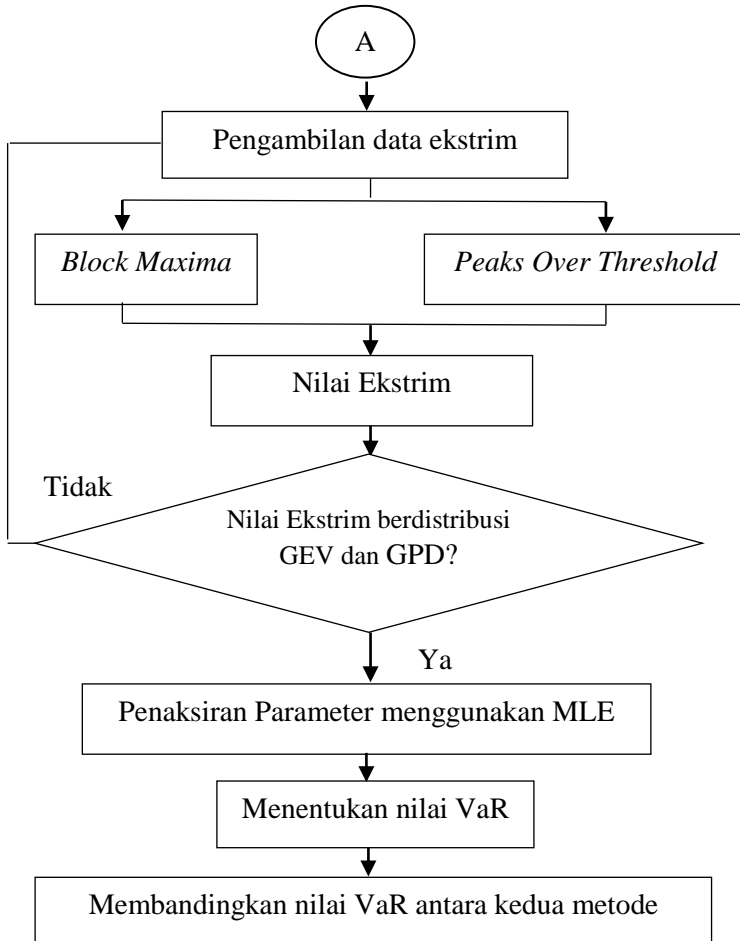 A
Pengambilan data ekstrim
Block Maxima
Peaks Over Threshold
Nilai Ekstrim
Tidak
Nilai Ekstrim berdistribusi
GEV dan GPD?
Ya
Penaksiran Parameter menggunakan MLE
Menentukan nilai VaR
Membandingkan nilai VaR antara kedua metode